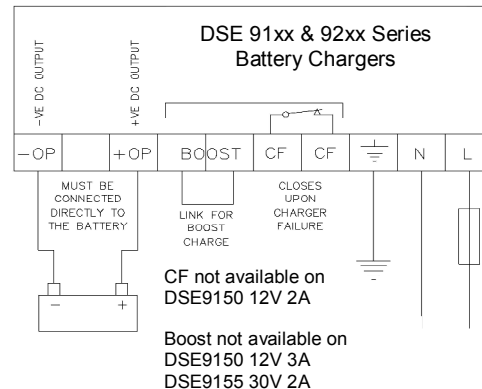 DSE 91xx & 92xx Series
Battery Chargers
-VE DC OUTPUT
+VE DC OUTPUT
-OP
+OP
BOOST
CF
CF
N
L
MUST BE
CONNECTED
DIRECTLY TO
THE BATTERY
LINK FOR
BOOST
CHARGE
CLOSES
UPON
CHARGER
FAILURE
- +
CF not available on
DSE9150 12V 2A
Boost not available on
DSE9150 12V 3A
DSE9155 30V 2A